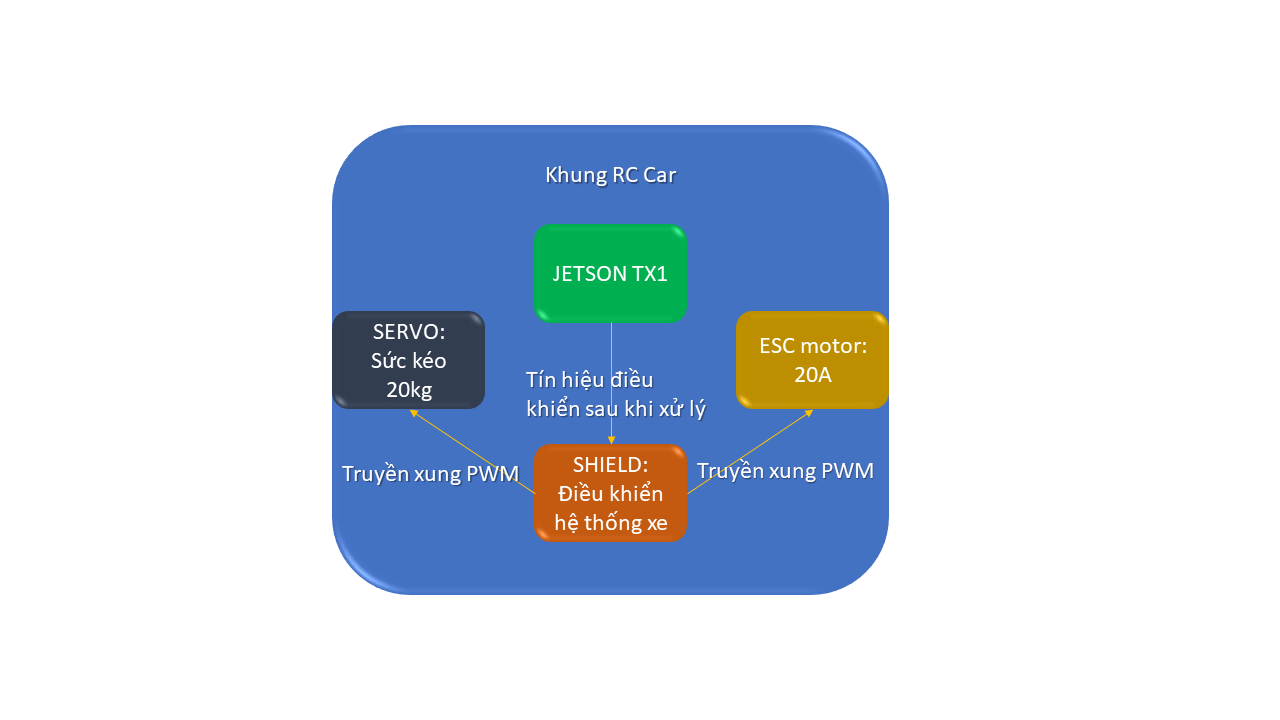 Khung RC Car
JETSON TX1
SERVO:
Sức kéo
20kg
ESC motor:
20A
Tín hiệu điều
khiển sau khi xử lý
Truyền xung PWM
SHIELD:
Điều khiển
hệ thống xe
Truyền xung PWM